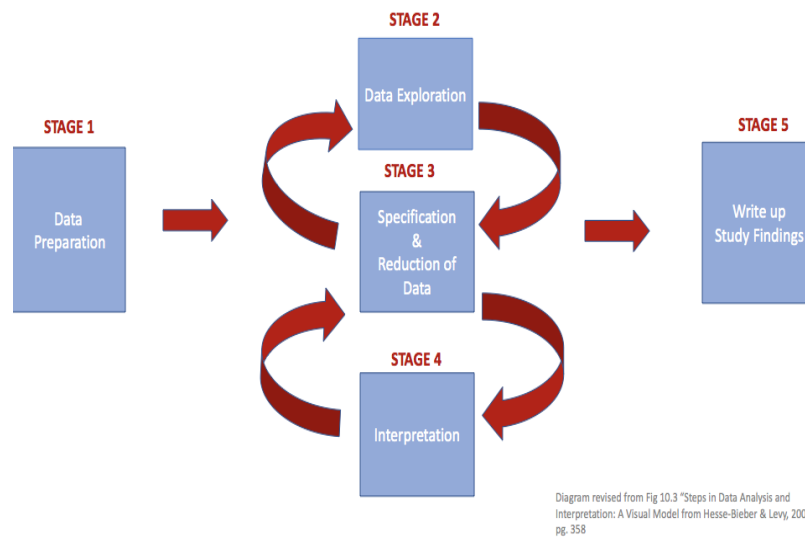 STAGE 1
Data
Preparation
STAGE 2
Data Exploration
STAGE 3
Specification
&
Reduction of
Data
STAGE 4
Interpretation
STAGE 5
Write up
Study Findings
Diagram revised from Fig 10.3 "Steps in Data Analysis and
Interpretation: A Visual Model from Hesse-Bieber & Levy, 200
pg. 358